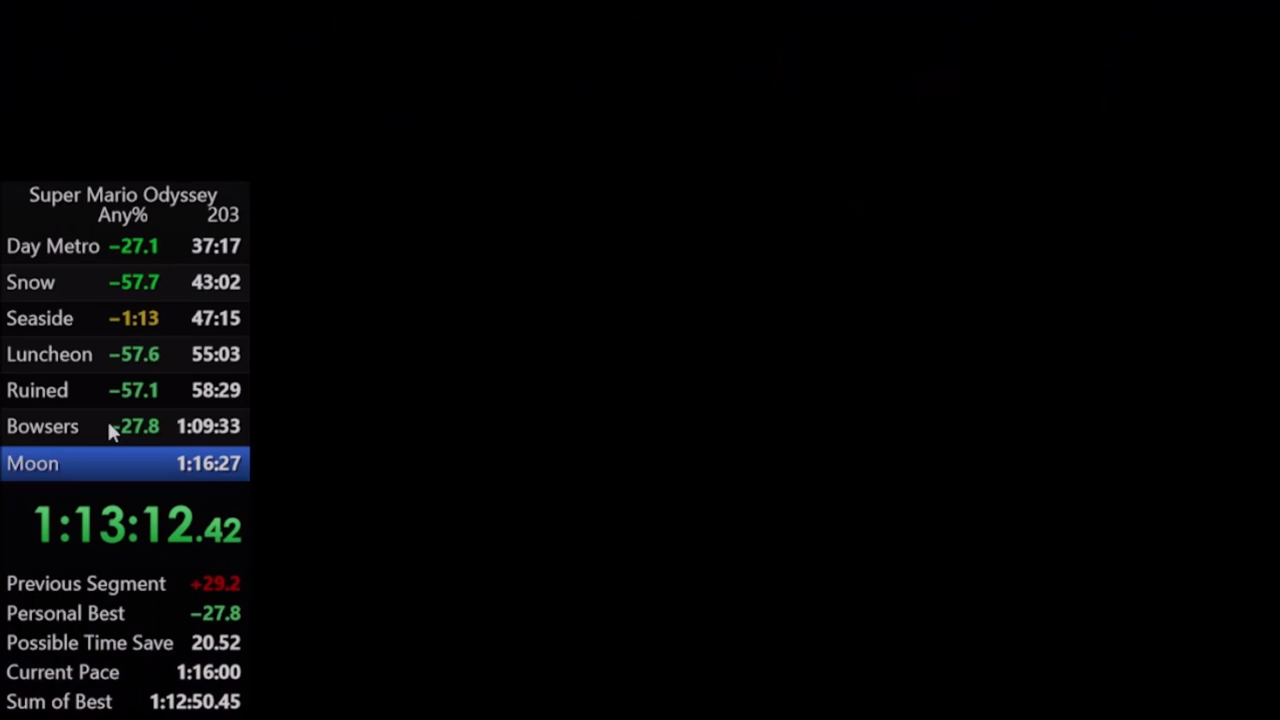 Super Mario Odyssey
Any% 203
Day Metro −27.1 37:17
Snow −57.7 43:02
Seaside −1:13 47:15
Luncheon −57.6 55:03
Ruined −57.1 58:29
Bowsers −27.8 1:09:33
Moon 1:16:27
1:13:12.42
Previous Segment +29.2
Personal Best −27.8
Possible Time Save 20.52
Current Pace 1:16:00
Sum of Best 1:12:50.45